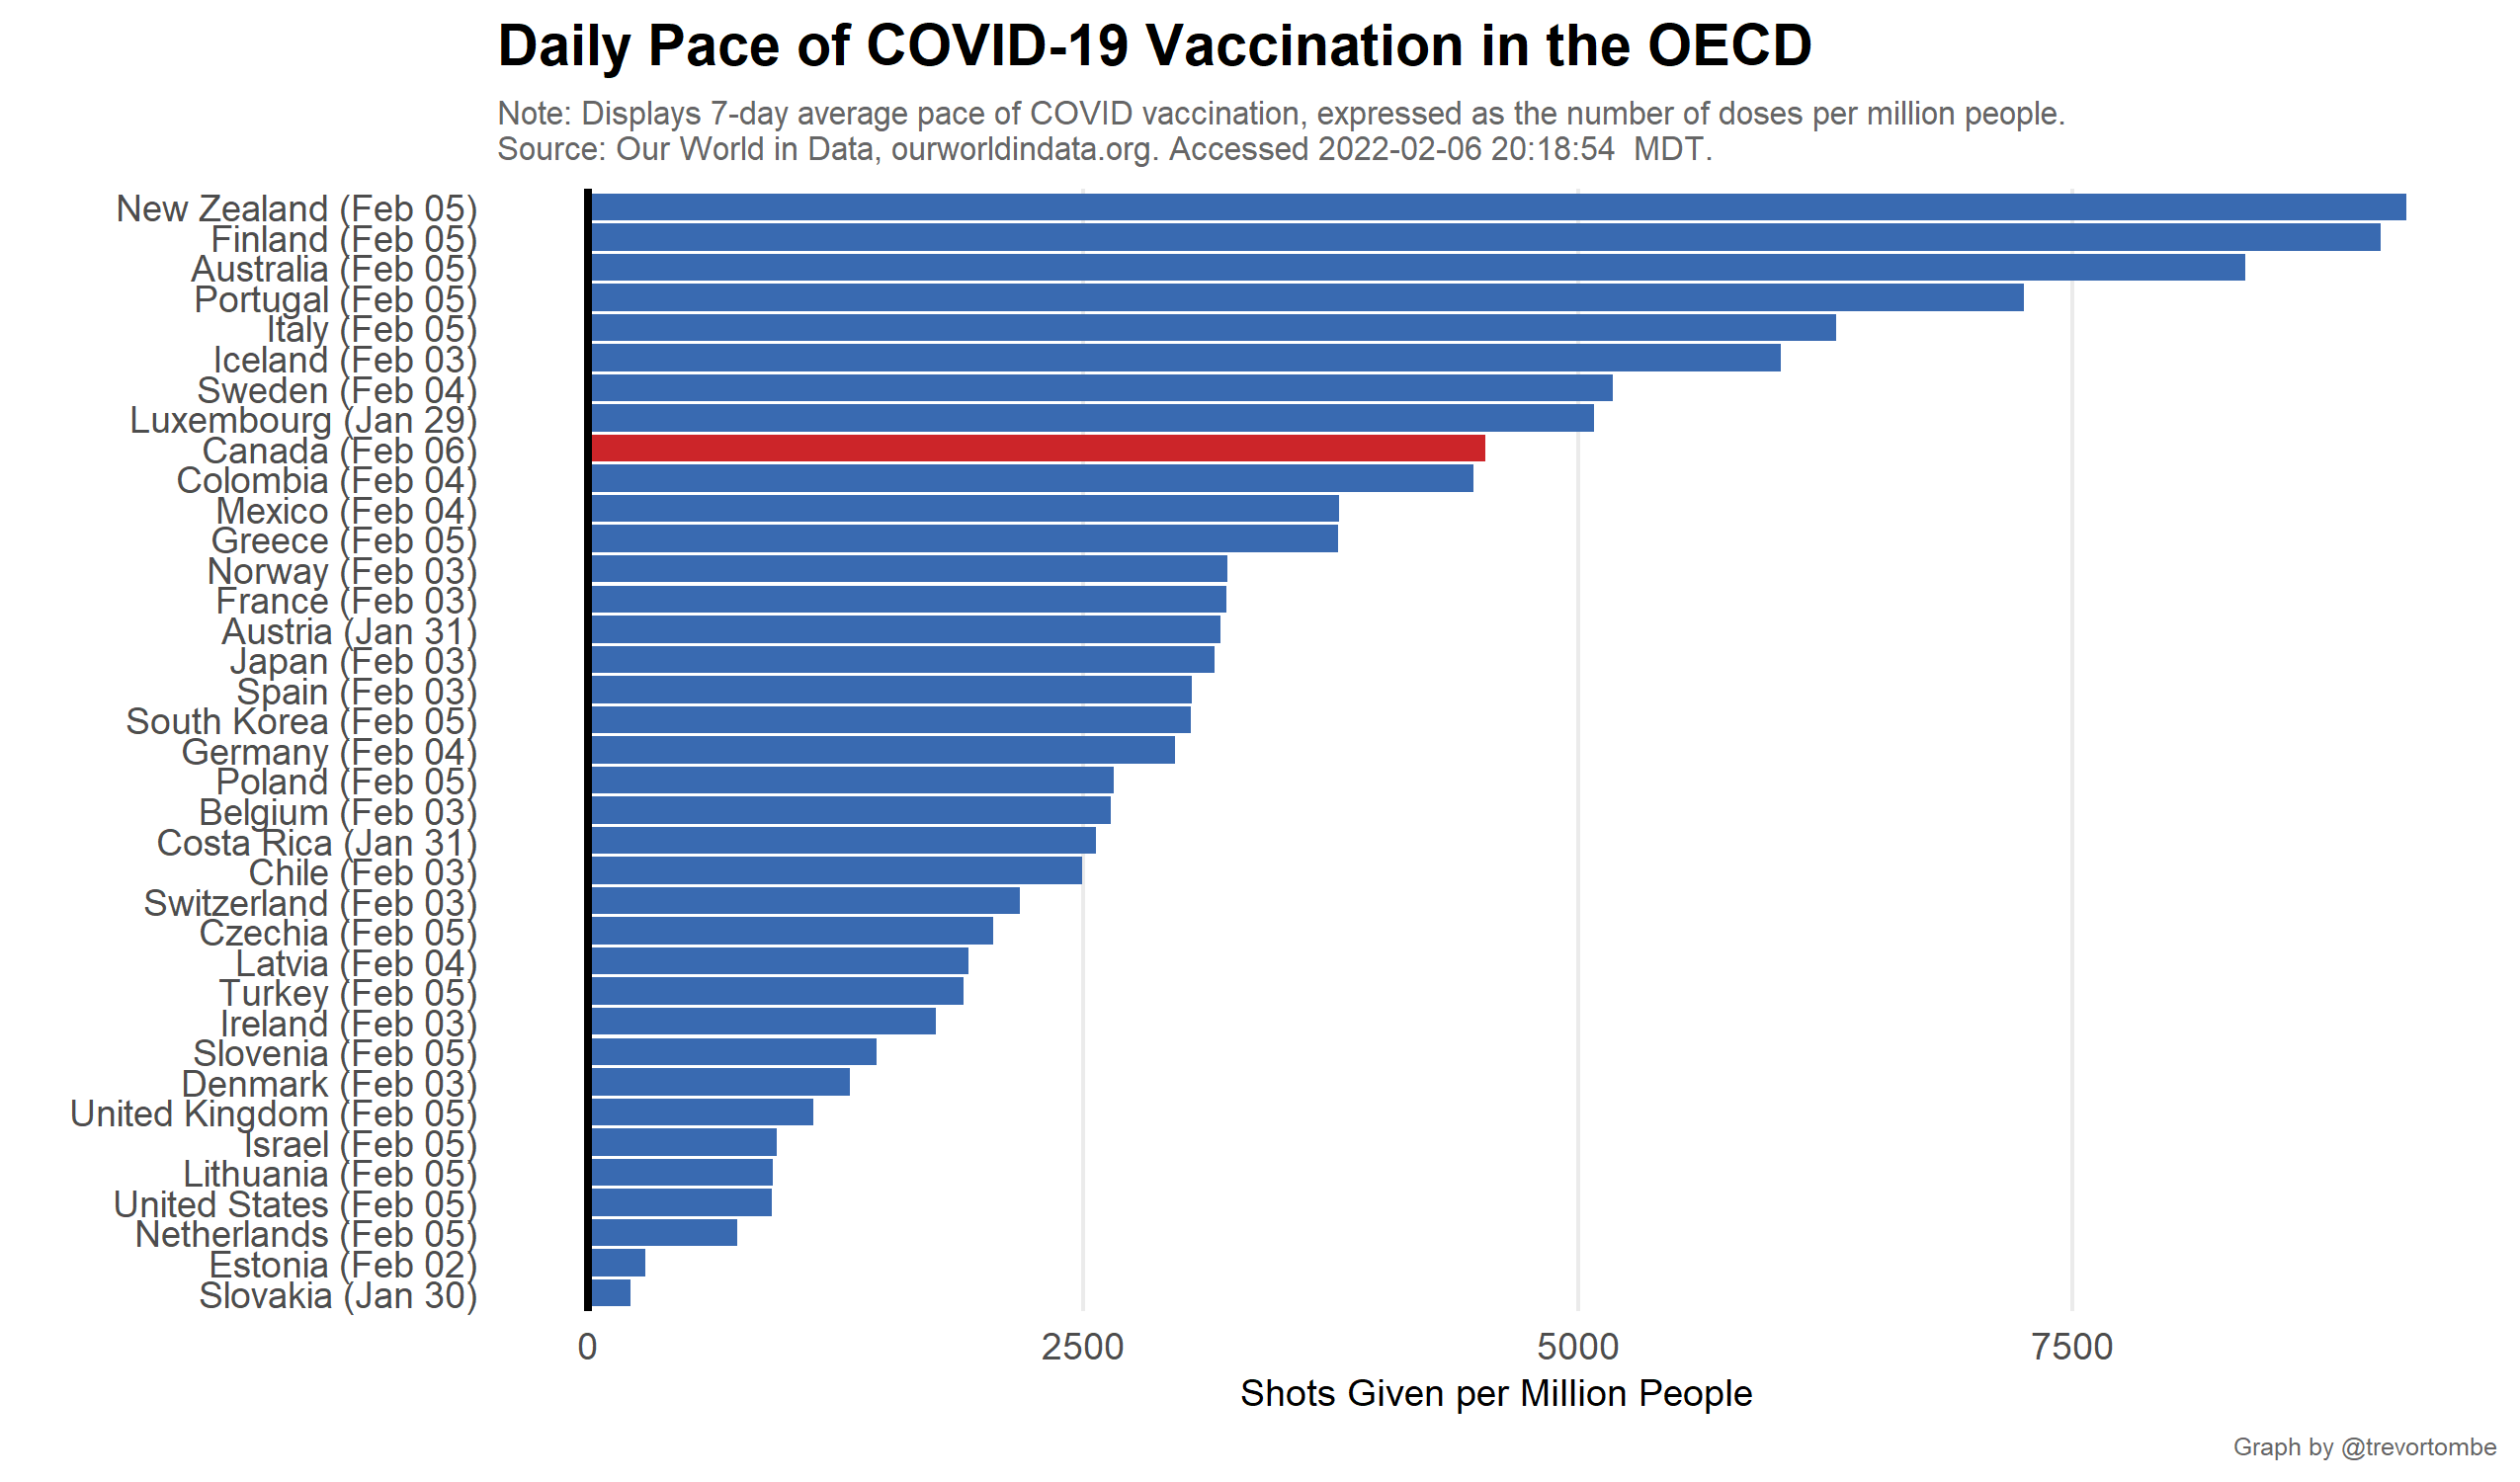 Daily Pace of COVID-19 Vaccination in the OECD
Note: Displays 7-day average pace of COVID vaccination, expressed as the number of doses per million people.
Source: Our World in Data, ourworldindata.org. Accessed 2022-02-06 20:18:54  MDT.
New Zealand (Feb 05)
Finland (Feb 05)
Australia (Feb 05)
Portugal (Feb 05)
Italy (Feb 05)
Iceland (Feb 03)
Sweden (Feb 04)
Luxembourg (Jan 29)
Canada (Feb 06)
Colombia (Feb 04)
Mexico (Feb 04)
Greece (Feb 05)
Norway (Feb 03)
France (Feb 03)
Austria (Jan 31)
Japan (Feb 03)
Spain (Feb 03)
South Korea (Feb 05)
Germany (Feb 04)
Poland (Feb 05)
Belgium (Feb 03)
Costa Rica (Jan 31)
Chile (Feb 03)
Switzerland (Feb 03)
Czechia (Feb 05)
Latvia (Feb 04)
Turkey (Feb 05)
Ireland (Feb 03)
Slovenia (Feb 05)
Denmark (Feb 03)
United Kingdom (Feb 05)
Israel (Feb 05)
Lithuania (Feb 05)
United States (Feb 05)
Netherlands (Feb 05)
Estonia (Feb 02)
Slovakia (Jan 30)
0 2500 5000 7500
Shots Given per Million People
Graph by @trevortombe